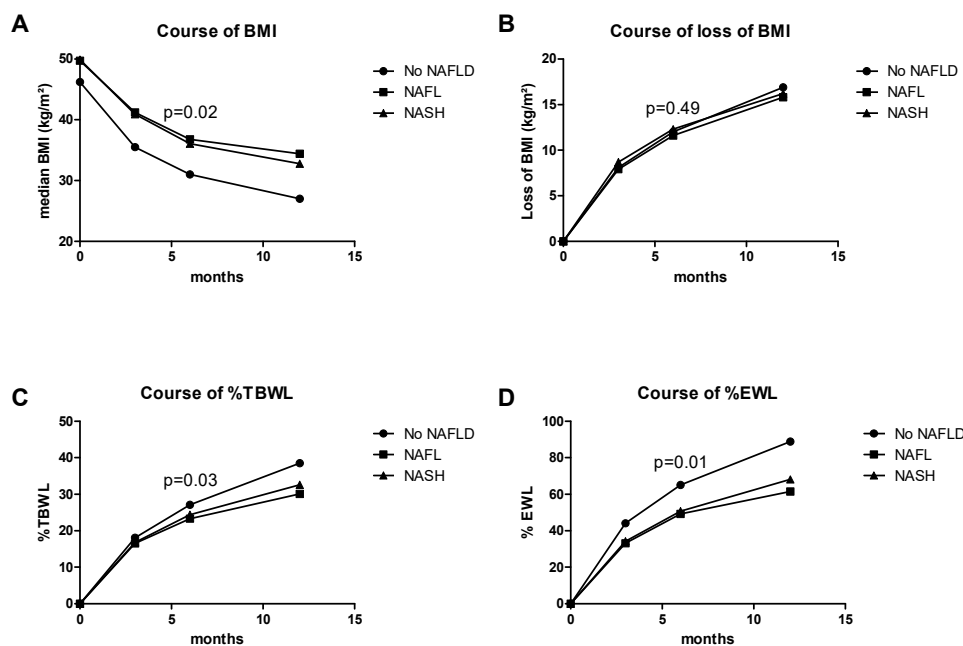 A
Course of BMI
median BMI (kg/m²)
50
40
30
20
p=0.02
0
5
10
15
months
No NAFLD
NAFL
NASH
B
Course of loss of BMI
Loss of BMI (kg/m²)
20
15
10
5
0
p=0.49
0
5
10
15
months
No NAFLD
NAFL
NASH
C
Course of %TBWL
%TBWL
50
40
30
20
10
0
p=0.03
0
5
10
15
months
No NAFLD
NAFL
NASH
D
Course of %EWL
% EWL
100
80
60
40
20
0
p=0.01
0
5
10
15
months
No NAFLD
NAFL
NASH